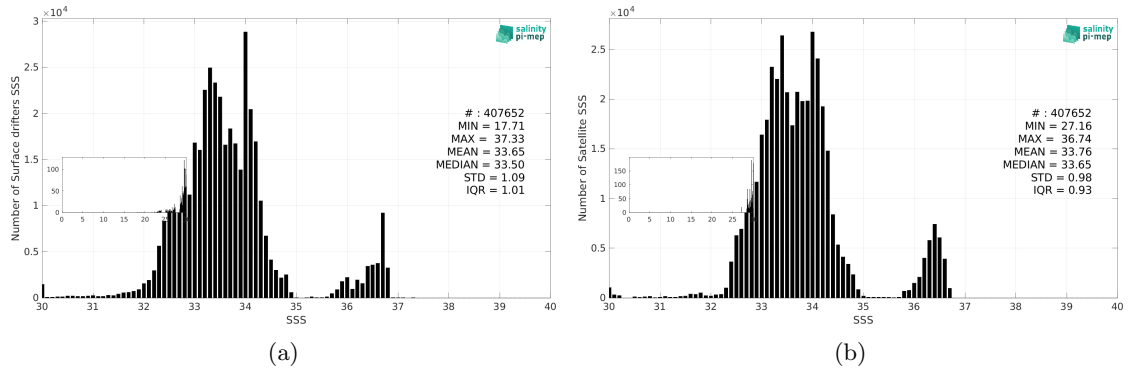 3 ×10⁴
salinity
pi-mep
# : 407652
MIN = 17.71
MAX = 37.33
MEAN = 33.65
MEDIAN = 33.50
STD = 1.09
IQR = 1.01
Number of Surface drifters SSS
2.5
2
1.5
1
0.5
0
100
50
0
0 5 10 15 20 25
30 31 32 33 34 35 36 37 38 39 40
SSS
(a)
×10⁴
salinity
pi-mep
# : 407652
MIN = 27.16
MAX = 36.74
MEAN = 33.76
MEDIAN = 33.65
STD = 0.98
IQR = 0.93
Number of Satellite SSS
2.5
2
1.5
1
0.5
0
150
100
50
0
0 5 10 15 20 25
30 31 32 33 34 35 36 37 38 39 40
SSS
(b)